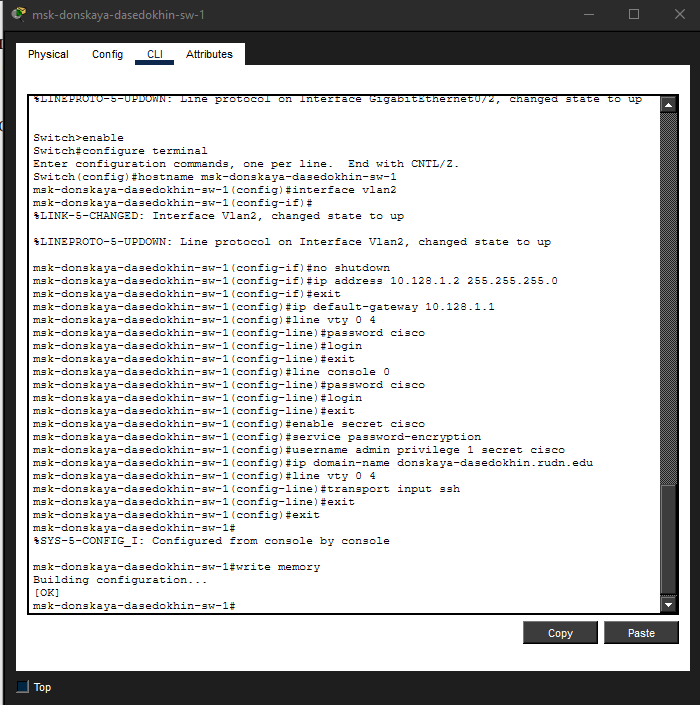 msk-donskaya-dasedokhin-sw-1
Physical Config CLI Attributes
%LINEPROTO-5-UPDOWN: Line protocol on Interface GigabitEthernet0/2, changed state to up
Switch>enable
Switch#configure terminal
Enter configuration commands, one per line.  End with CNTL/Z.
Switch(config)#hostname msk-donskaya-dasedokhin-sw-1
msk-donskaya-dasedokhin-sw-1(config)#interface vlan2
msk-donskaya-dasedokhin-sw-1(config-if)#
%LINK-5-CHANGED: Interface Vlan2, changed state to up
%LINEPROTO-5-UPDOWN: Line protocol on Interface Vlan2, changed state to up
msk-donskaya-dasedokhin-sw-1(config-if)#no shutdown
msk-donskaya-dasedokhin-sw-1(config-if)#ip address 10.128.1.2 255.255.255.0
msk-donskaya-dasedokhin-sw-1(config-if)#exit
msk-donskaya-dasedokhin-sw-1(config)#ip default-gateway 10.128.1.1
msk-donskaya-dasedokhin-sw-1(config)#line vty 0 4
msk-donskaya-dasedokhin-sw-1(config-line)#password cisco
msk-donskaya-dasedokhin-sw-1(config-line)#login
msk-donskaya-dasedokhin-sw-1(config-line)#exit
msk-donskaya-dasedokhin-sw-1(config)#line console 0
msk-donskaya-dasedokhin-sw-1(config-line)#password cisco
msk-donskaya-dasedokhin-sw-1(config-line)#login
msk-donskaya-dasedokhin-sw-1(config-line)#exit
msk-donskaya-dasedokhin-sw-1(config)#enable secret cisco
msk-donskaya-dasedokhin-sw-1(config)#service password-encryption
msk-donskaya-dasedokhin-sw-1(config)#username admin privilege 1 secret cisco
msk-donskaya-dasedokhin-sw-1(config)#ip domain-name donskaya-dasedokhin.rudn.edu
msk-donskaya-dasedokhin-sw-1(config)#line vty 0 4
msk-donskaya-dasedokhin-sw-1(config-line)#transport input ssh
msk-donskaya-dasedokhin-sw-1(config-line)#exit
msk-donskaya-dasedokhin-sw-1(config)#exit
msk-donskaya-dasedokhin-sw-1#
%SYS-5-CONFIG_I: Configured from console by console
msk-donskaya-dasedokhin-sw-1#write memory
Building configuration...
[OK]
msk-donskaya-dasedokhin-sw-1#
Copy Paste
Top